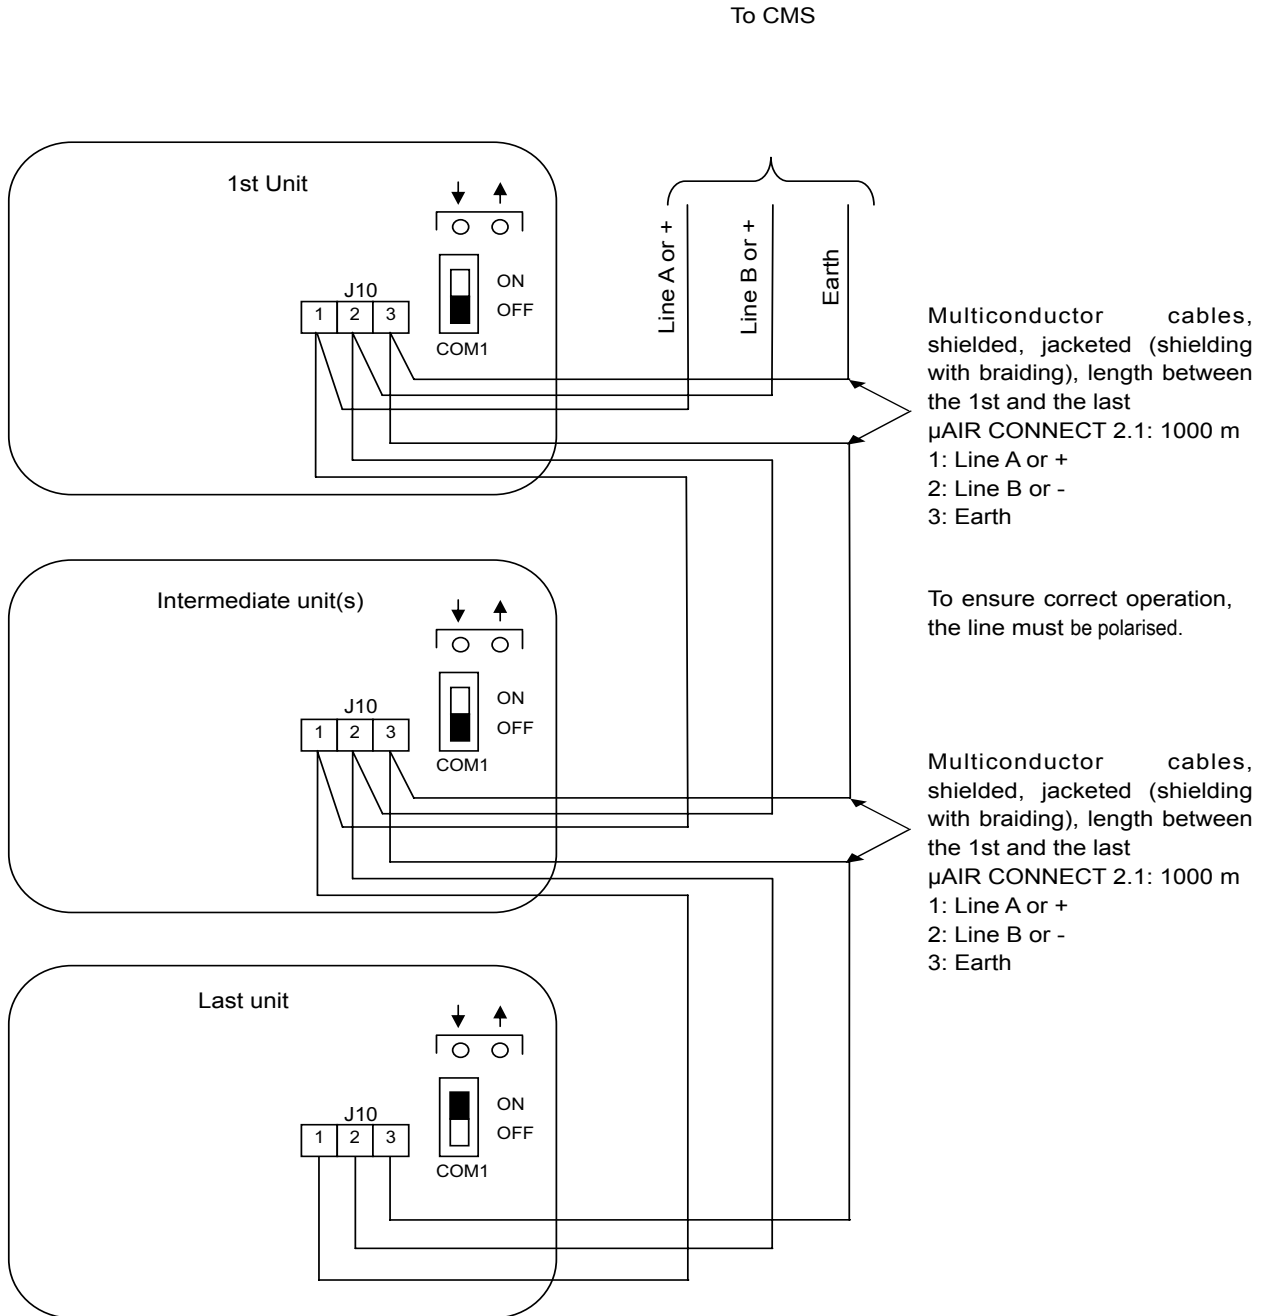 To CMS
1st Unit
ON
OFF
J10
1 2 3
COM1
Line A or +
Line B or +
Earth
Multiconductor cables,
shielded, jacketed (shielding
with braiding), length between
the 1st and the last
µAIR CONNECT 2.1: 1000 m
1: Line A or +
2: Line B or -
3: Earth
Intermediate unit(s)
ON
OFF
J10
1 2 3
COM1
To ensure correct operation,
the line must be polarised.
Multiconductor cables,
shielded, jacketed (shielding
with braiding), length between
the 1st and the last
µAIR CONNECT 2.1: 1000 m
1: Line A or +
2: Line B or -
3: Earth
Last unit
ON
OFF
J10
1 2 3
COM1